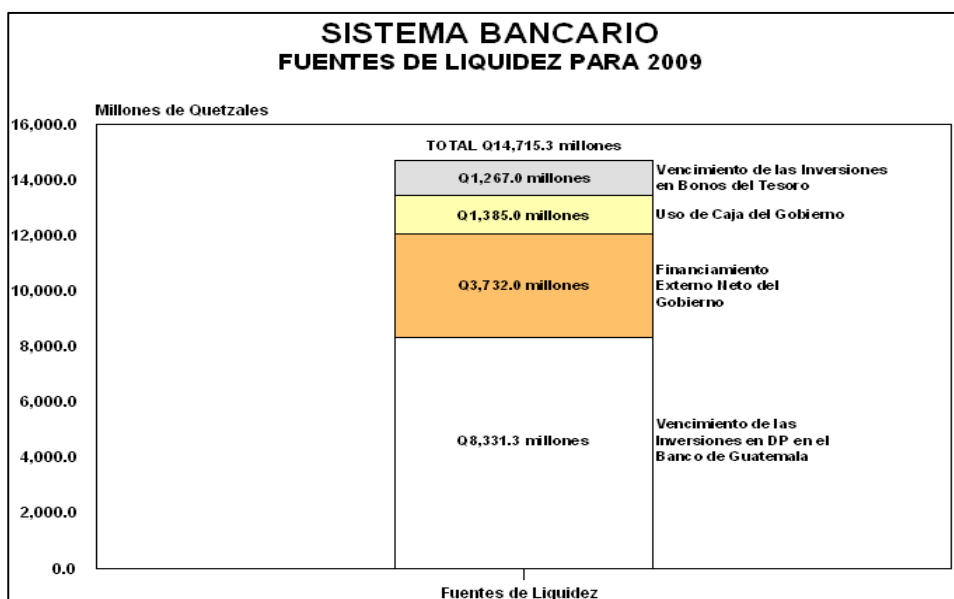 SISTEMA BANCARIO
FUENTES DE LIQUIDEZ PARA 2009
Millones de Quetzales
16,000.0
14,000.0
12,000.0
10,000.0
8,000.0
6,000.0
4,000.0
2,000.0
0.0
TOTAL Q14,715.3 millones
Q1,267.0 millones
Vencimiento de las Inversiones
en Bonos del Tesoro
Q1,385.0 millones
Uso de Caja del Gobierno
Q3,732.0 millones
Financiamiento
Externo Neto del
Gobierno
Q8,331.3 millones
Vencimiento de las
Inversiones en DP en el
Banco de Guatemala
Fuentes de Liquidez